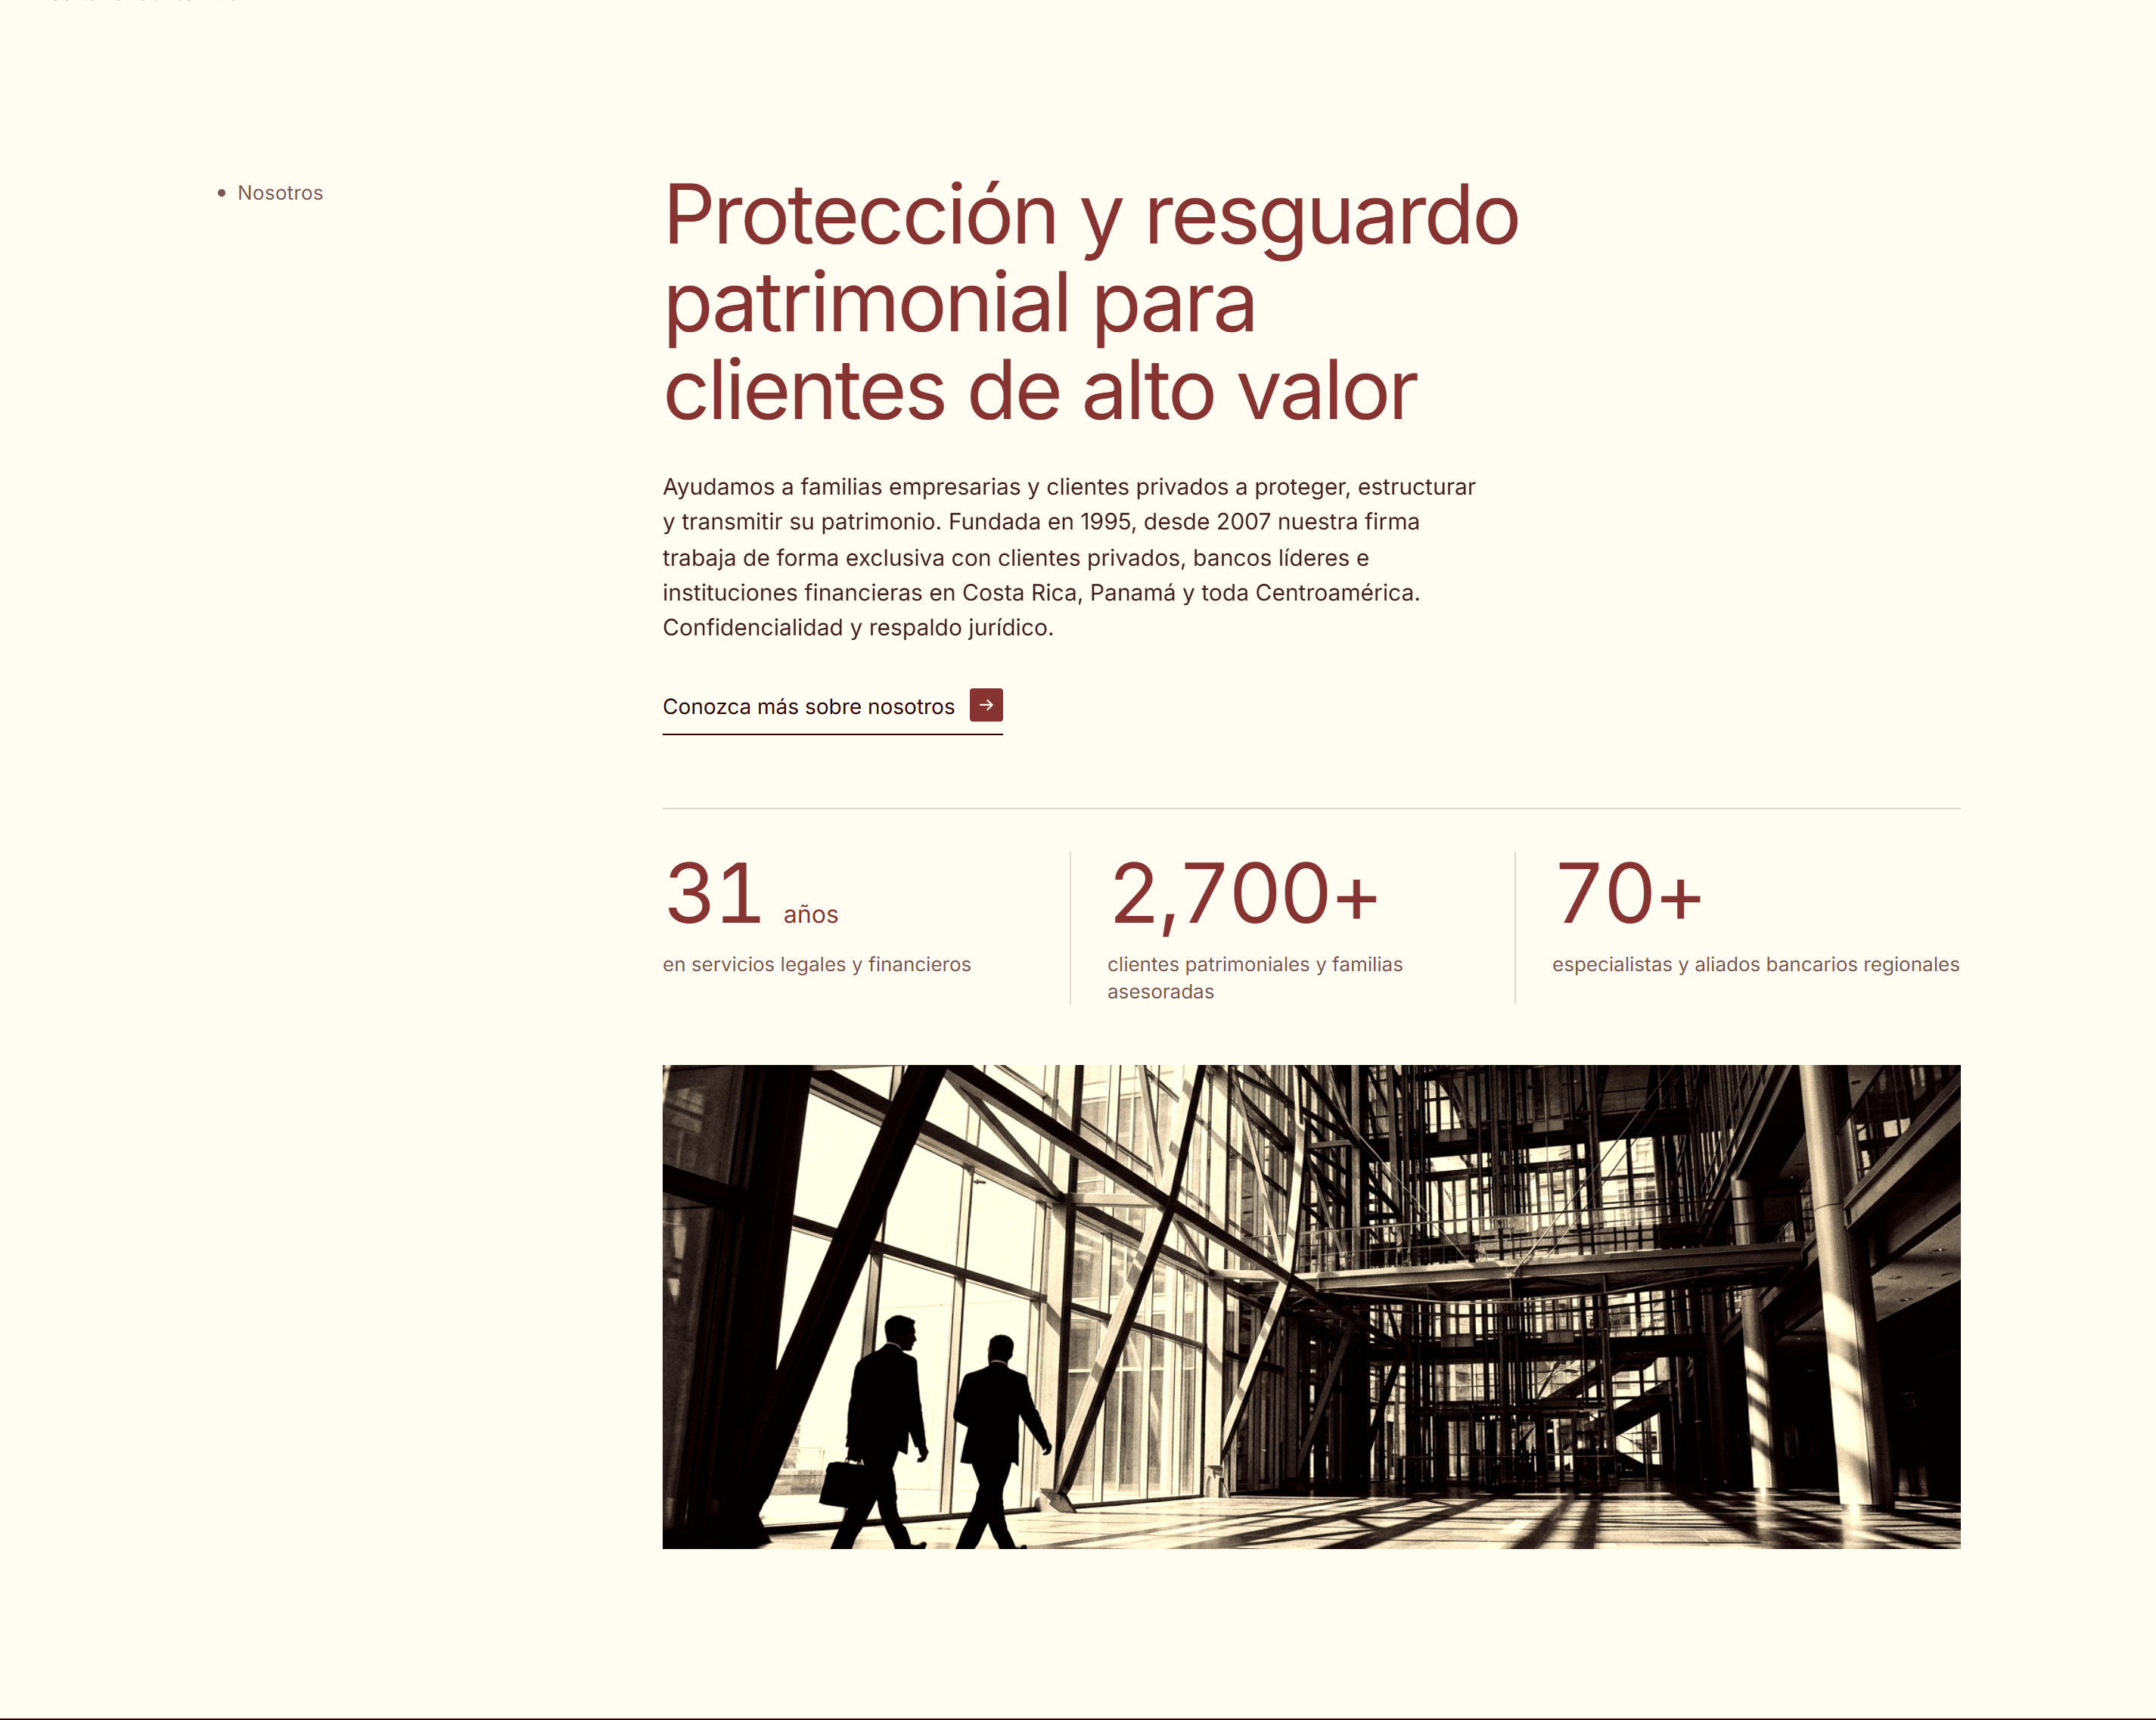 Nosotros
Protección y resguardo
patrimonial para
clientes de alto valor
Ayudamos a familias empresarias y clientes privados a proteger, estructurar
y transmitir su patrimonio. Fundada en 1995, desde 2007 nuestra firma
trabaja de forma exclusiva con clientes privados, bancos líderes e
instituciones financieras en Costa Rica, Panamá y toda Centroamérica.
Confidencialidad y respaldo jurídico.
Conozca más sobre nosotros
31 años
en servicios legales y financieros
2,700+
clientes patrimoniales y familias
asesoradas
70+
especialistas y aliados bancarios regionales